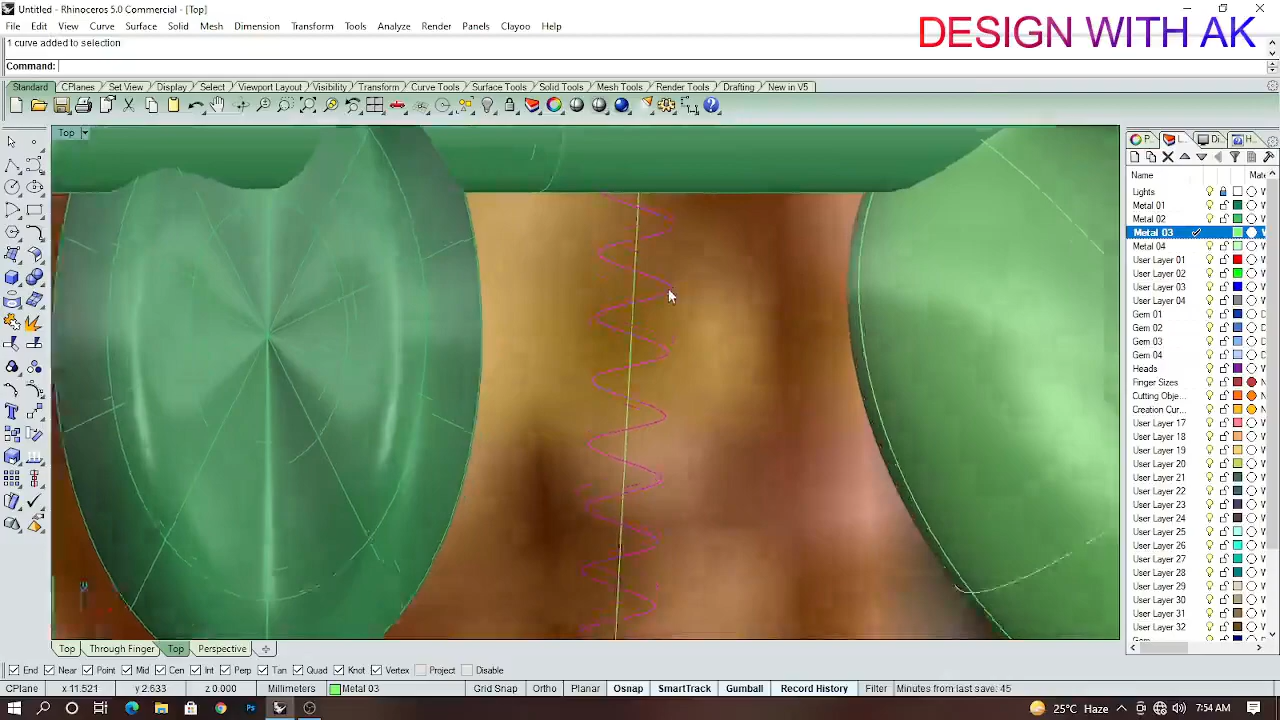 Untitled - Rhinoceros 5.0 Commercial - [Top]
DESIGN WITH AK
File Edit View Curve Surface Solid Mesh Dimension Transform Tools Analyze Render Panels Clayoo Help
1 curve added to selection
Command:
Standard CPlanes Set View Display Select Viewport Layout Visibility Transform Curve Tools Surface Tools Solid Tools Mesh Tools Render Tools Drafting New in V5
Top
Name
Lights
Metal 01
Metal 02
Metal 03
Metal 04
User Layer 01
User Layer 02
User Layer 03
User Layer 04
Gem 01
Gem 02
Gem 03
Gem 04
Heads
Finger Sizes
Cutting Obje...
Creation Cur...
User Layer 17
User Layer 18
User Layer 19
User Layer 20
User Layer 21
User Layer 22
User Layer 23
User Layer 24
User Layer 25
User Layer 26
User Layer 27
User Layer 28
User Layer 29
User Layer 30
User Layer 31
User Layer 32
Top Through Finger Top Perspective
End Near Point Mid Cen Int Perp Tan Quad Knot Vertex Project Disable
CPlane x 11.521 y 2.633 z 0.000 Millimeters Metal 03 Grid Snap Ortho Planar Osnap SmartTrack Gumball Record History Filter Minutes from last save: 45
25°C Haze 7:54 AM